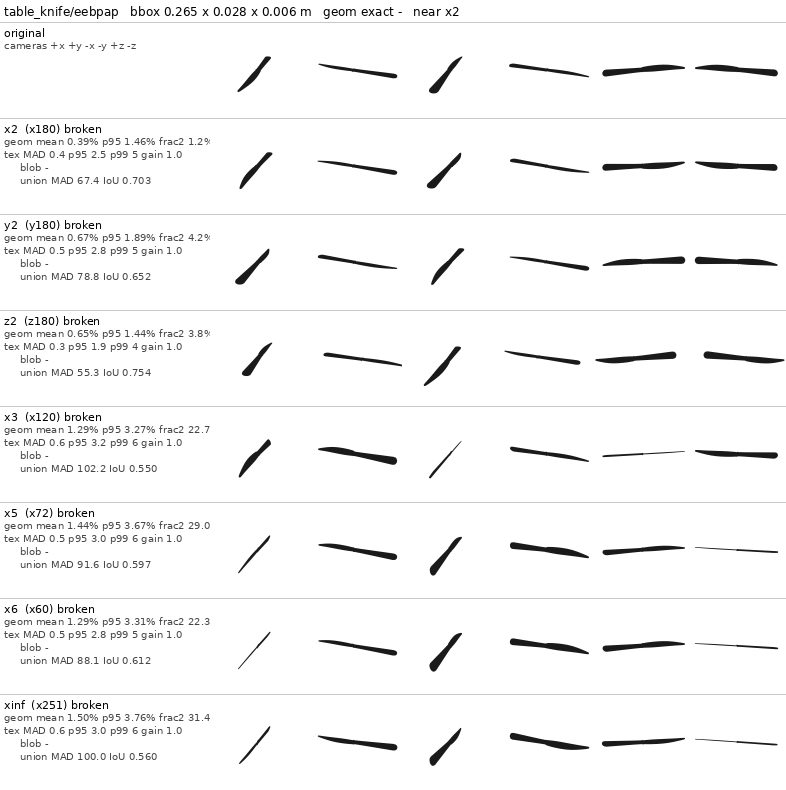 table_knife/eebpap   bbox 0.265 x 0.028 x 0.006 m   geom exact -   near x2
original
cameras +x +y -x -y +z -z
x2  (x180) broken
geom mean 0.39% p95 1.46% frac2 1.2%
tex MAD 0.4 p95 2.5 p99 5 gain 1.0
blob -
union MAD 67.4 IoU 0.703
y2  (y180) broken
geom mean 0.67% p95 1.89% frac2 4.2%
tex MAD 0.5 p95 2.8 p99 5 gain 1.0
blob -
union MAD 78.8 IoU 0.652
z2  (z180) broken
geom mean 0.65% p95 1.44% frac2 3.8%
tex MAD 0.3 p95 1.9 p99 4 gain 1.0
blob -
union MAD 55.3 IoU 0.754
x3  (x120) broken
geom mean 1.29% p95 3.27% frac2 22.7
tex MAD 0.6 p95 3.2 p99 6 gain 1.0
blob -
union MAD 102.2 IoU 0.550
x5  (x72) broken
geom mean 1.44% p95 3.67% frac2 29.0
tex MAD 0.5 p95 3.0 p99 6 gain 1.0
blob -
union MAD 91.6 IoU 0.597
x6  (x60) broken
geom mean 1.29% p95 3.31% frac2 22.3
tex MAD 0.5 p95 2.8 p99 5 gain 1.0
blob -
union MAD 88.1 IoU 0.612
xinf  (x251) broken
geom mean 1.50% p95 3.76% frac2 31.4
tex MAD 0.6 p95 3.0 p99 6 gain 1.0
blob -
union MAD 100.0 IoU 0.560